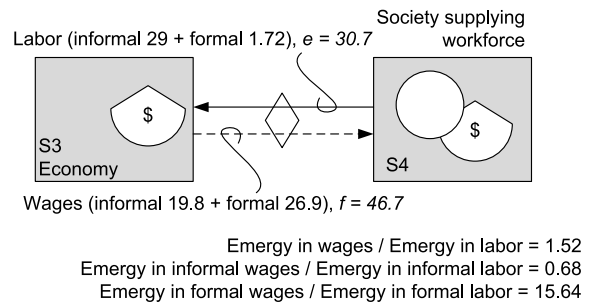 Society supplying
workforce
Labor (informal 29 + formal 1.72), e = 30.7
$
S3
Economy
$
S4
Wages (informal 19.8 + formal 26.9), f = 46.7
Emergy in wages / Emergy in labor = 1.52
Emergy in informal wages / Emergy in informal labor = 0.68
Emergy in formal wages / Emergy in formal labor = 15.64